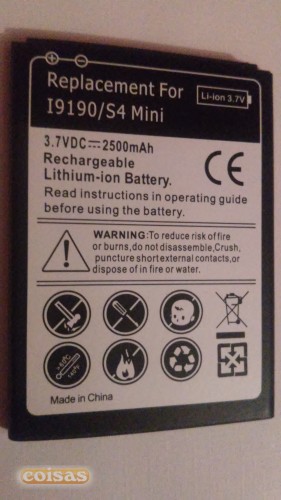 Replacement For
I9190/S4 Mini
Li-ion 3.7V
3.7VDC⎓2500mAh
Rechargeable
Lithium-ion Battery.
Read instructions in operating guide
before using the battery.
CE
WARNING: To reduce risk of fire
or burns,do not disassemble,Crush,
puncture short external contacts,or
dispose of in fire or water.
Made in China
coisas